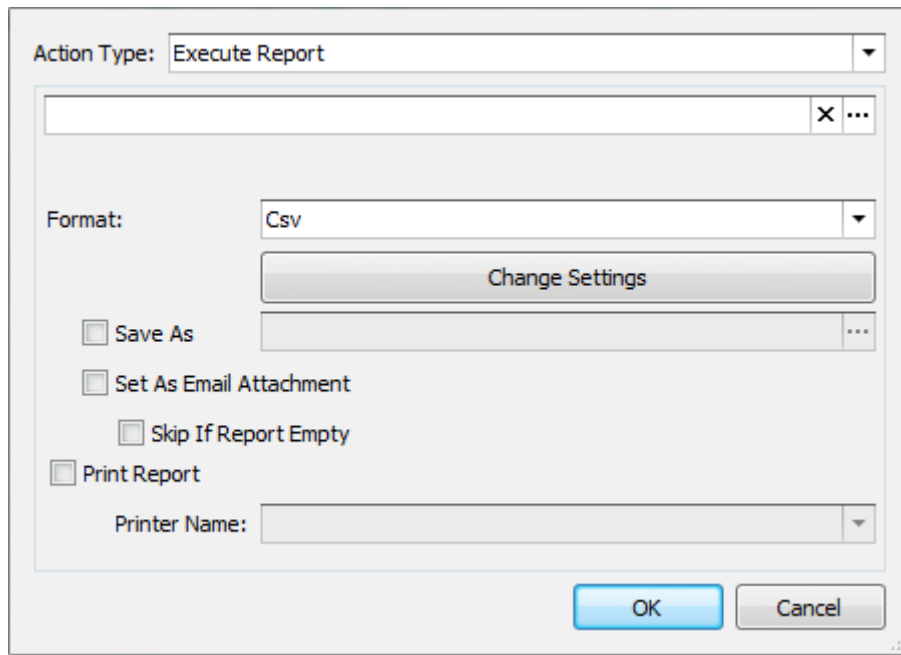 Action Type: Execute Report
Format: Csv
Change Settings
Save As
Set As Email Attachment
Skip If Report Empty
Print Report
Printer Name:
OK Cancel